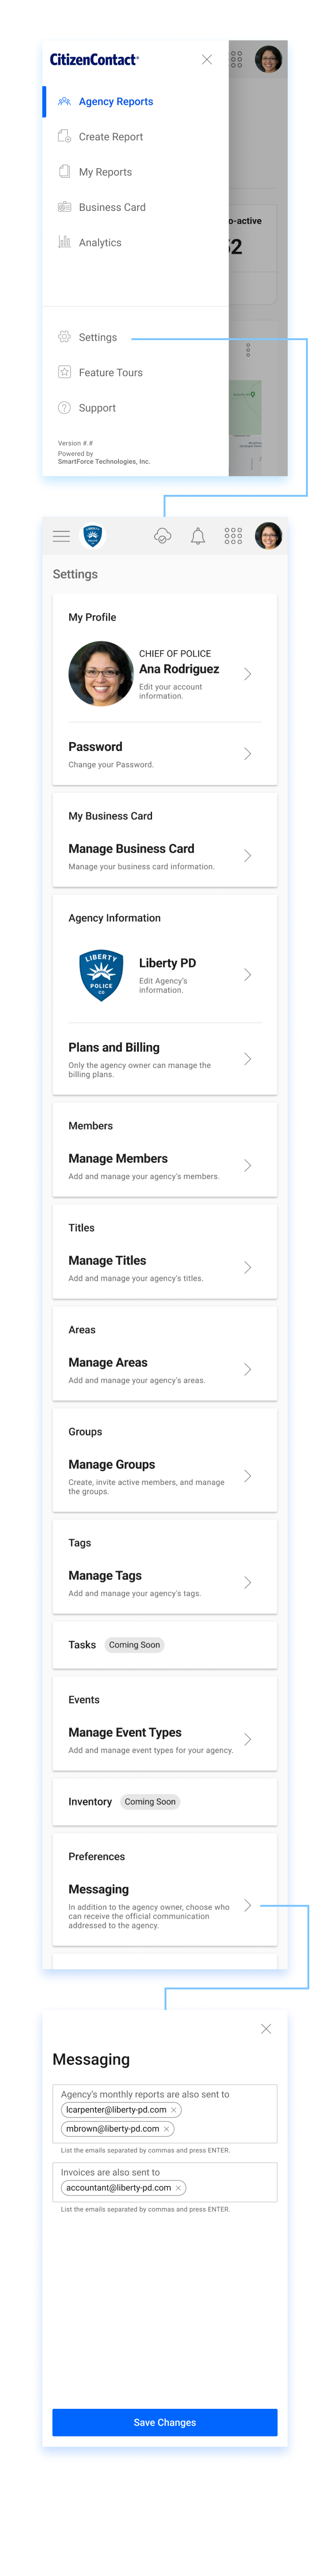 CitizenContact
Agency Reports
Create Report
My Reports
Business Card
Analytics
o-active
52
Settings
Feature Tours
Support
Version #.#
Powered by
SmartForce Technologies, Inc.
Settings
My Profile
CHIEF OF POLICE
Ana Rodriguez
Edit your account
information.
Password
Change your Password.
My Business Card
Manage Business Card
Manage your business card information.
Agency Information
LIBERTY
POLICE
CO
Liberty PD
Edit Agency's
information.
Plans and Billing
Only the agency owner can manage the
billing plans.
Members
Manage Members
Add and manage your agency's members.
Titles
Manage Titles
Add and manage your agency's titles.
Areas
Manage Areas
Add and manage your agency's areas.
Groups
Manage Groups
Create, invite active members, and manage
the groups.
Tags
Manage Tags
Add and manage your agency's tags.
Tasks Coming Soon
Events
Manage Event Types
Add and manage event types for your agency.
Inventory Coming Soon
Preferences
Messaging
In addition to the agency owner, choose who
can receive the official communication
addressed to the agency.
Messaging
Agency's monthly reports are also sent to
lcarpenter@liberty-pd.com
mbrown@liberty-pd.com
List the emails separated by commas and press ENTER.
Invoices are also sent to
accountant@liberty-pd.com
List the emails separated by commas and press ENTER.
Save Changes